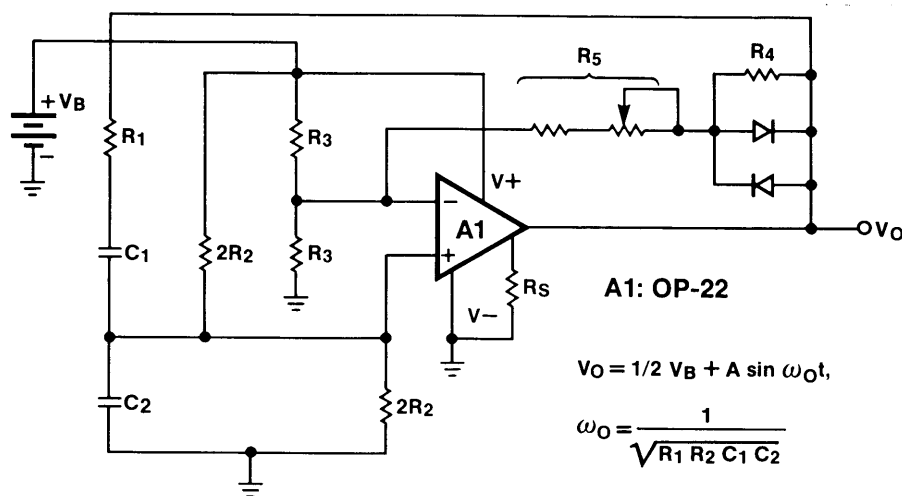 + VB
−
R1
C1
C2
2R2
R3
R3
2R2
R5
R4
V+
−
A1
+
V−
RS
VO
A1: OP-22
VO = 1/2 VB + A sin ωOt,
ωO = 1
√R1 R2 C1 C2